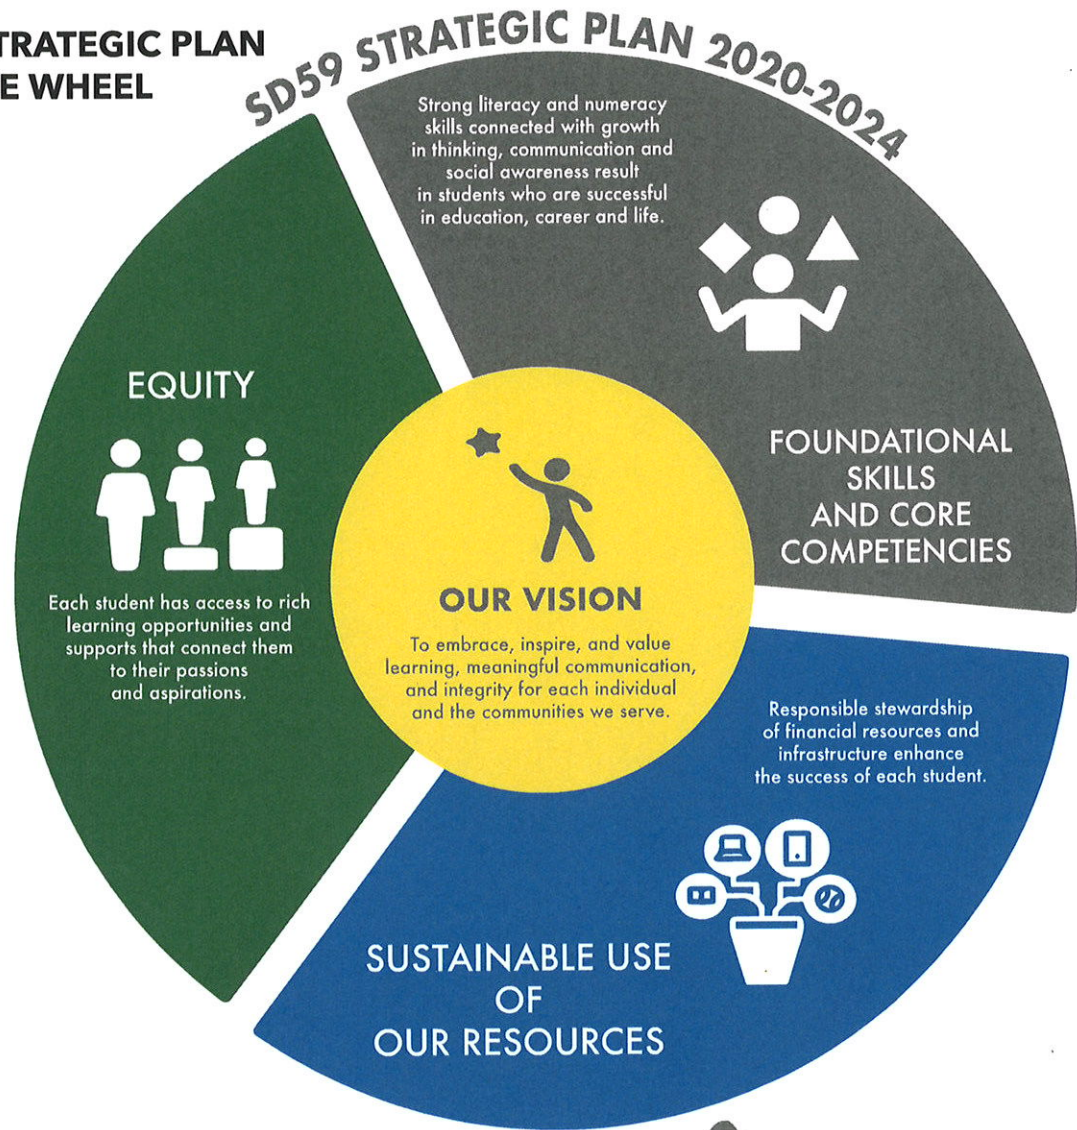 STRATEGIC PLAN
WHEEL
SD59 STRATEGIC PLAN 2020-2024
Strong literacy and numeracy
skills connected with growth
in thinking, communication and
social awareness result
in students who are successful
in education, career and life.
FOUNDATIONAL
SKILLS
AND CORE
COMPETENCIES
EQUITY
Each student has access to rich
learning opportunities and
supports that connect them
to their passions
and aspirations.
OUR VISION
To embrace, inspire, and value
learning, meaningful communication,
and integrity for each individual
and the communities we serve.
Responsible stewardship
of financial resources and
infrastructure enhance
the success of each student.
SUSTAINABLE USE
OF
OUR RESOURCES